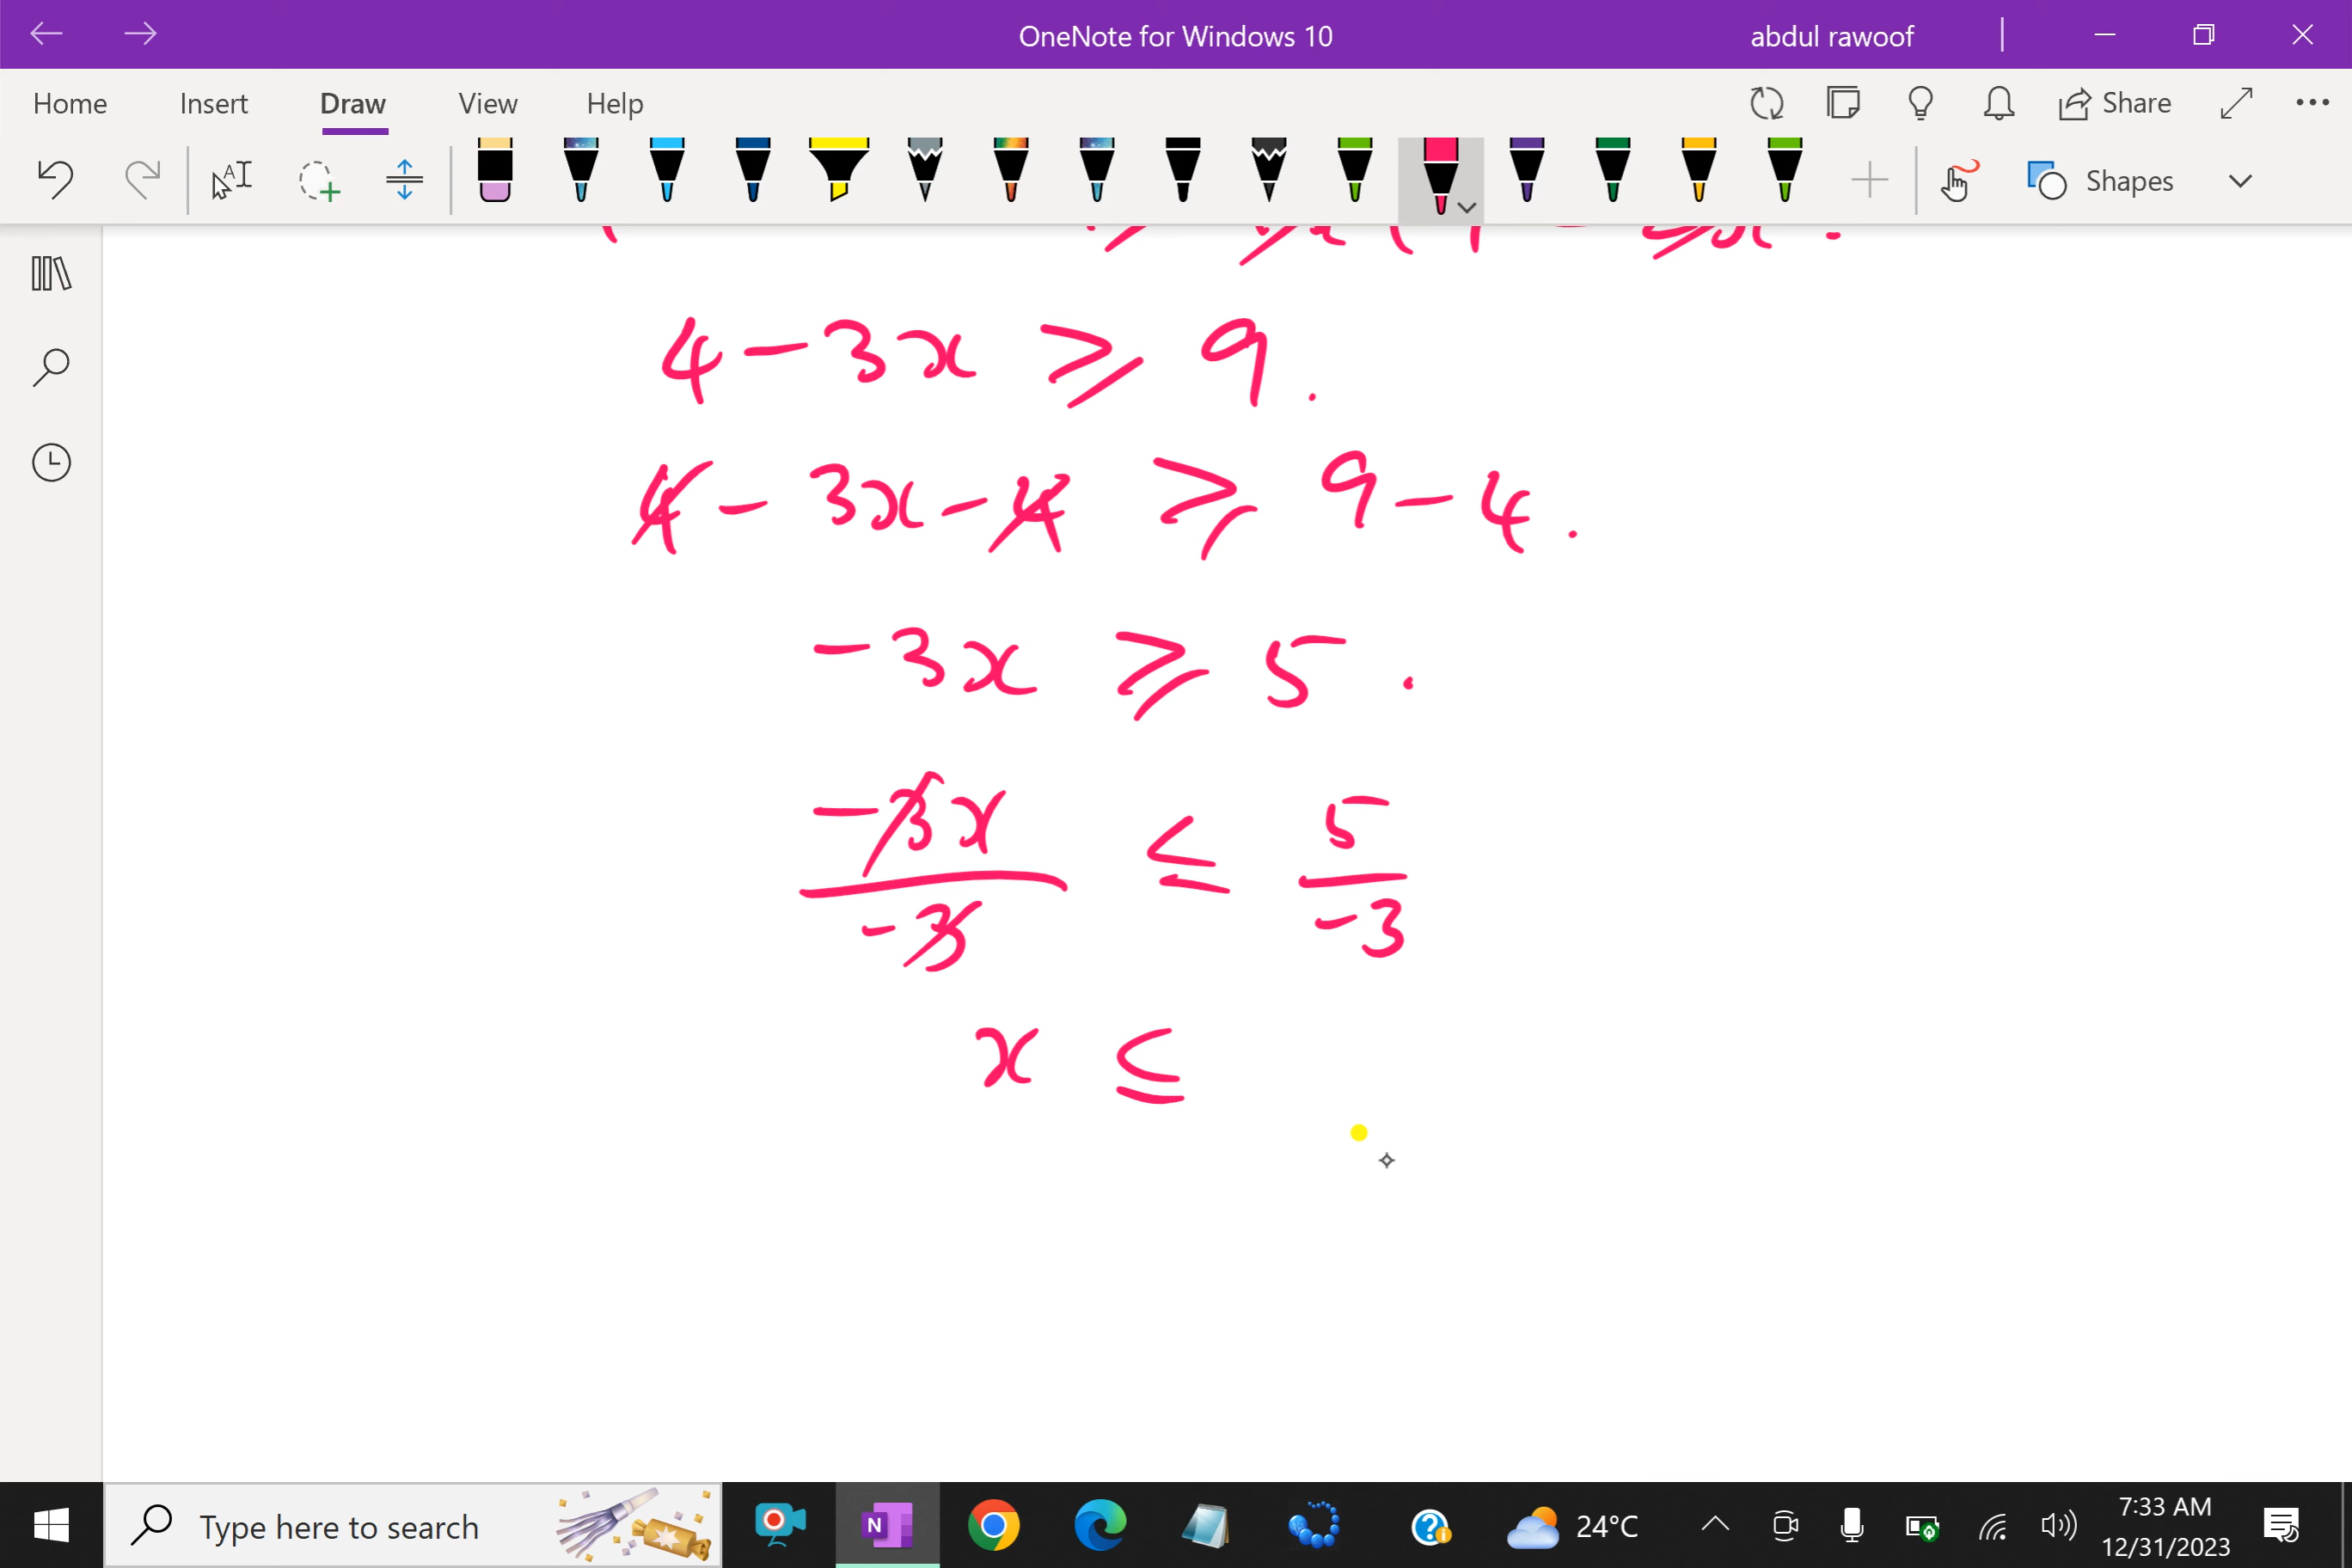 OneNote for Windows 10 abdul rawoof
Home Insert Draw View Help Share
Shapes
4 - 3x ⩾ 9.
4 - 3x - 4 ⩾ 9 - 4.
-3x ⩾ 5.
-3x/-3 ≤ 5/-3
x ≤
Type here to search 24°C 7:33 AM
12/31/2023